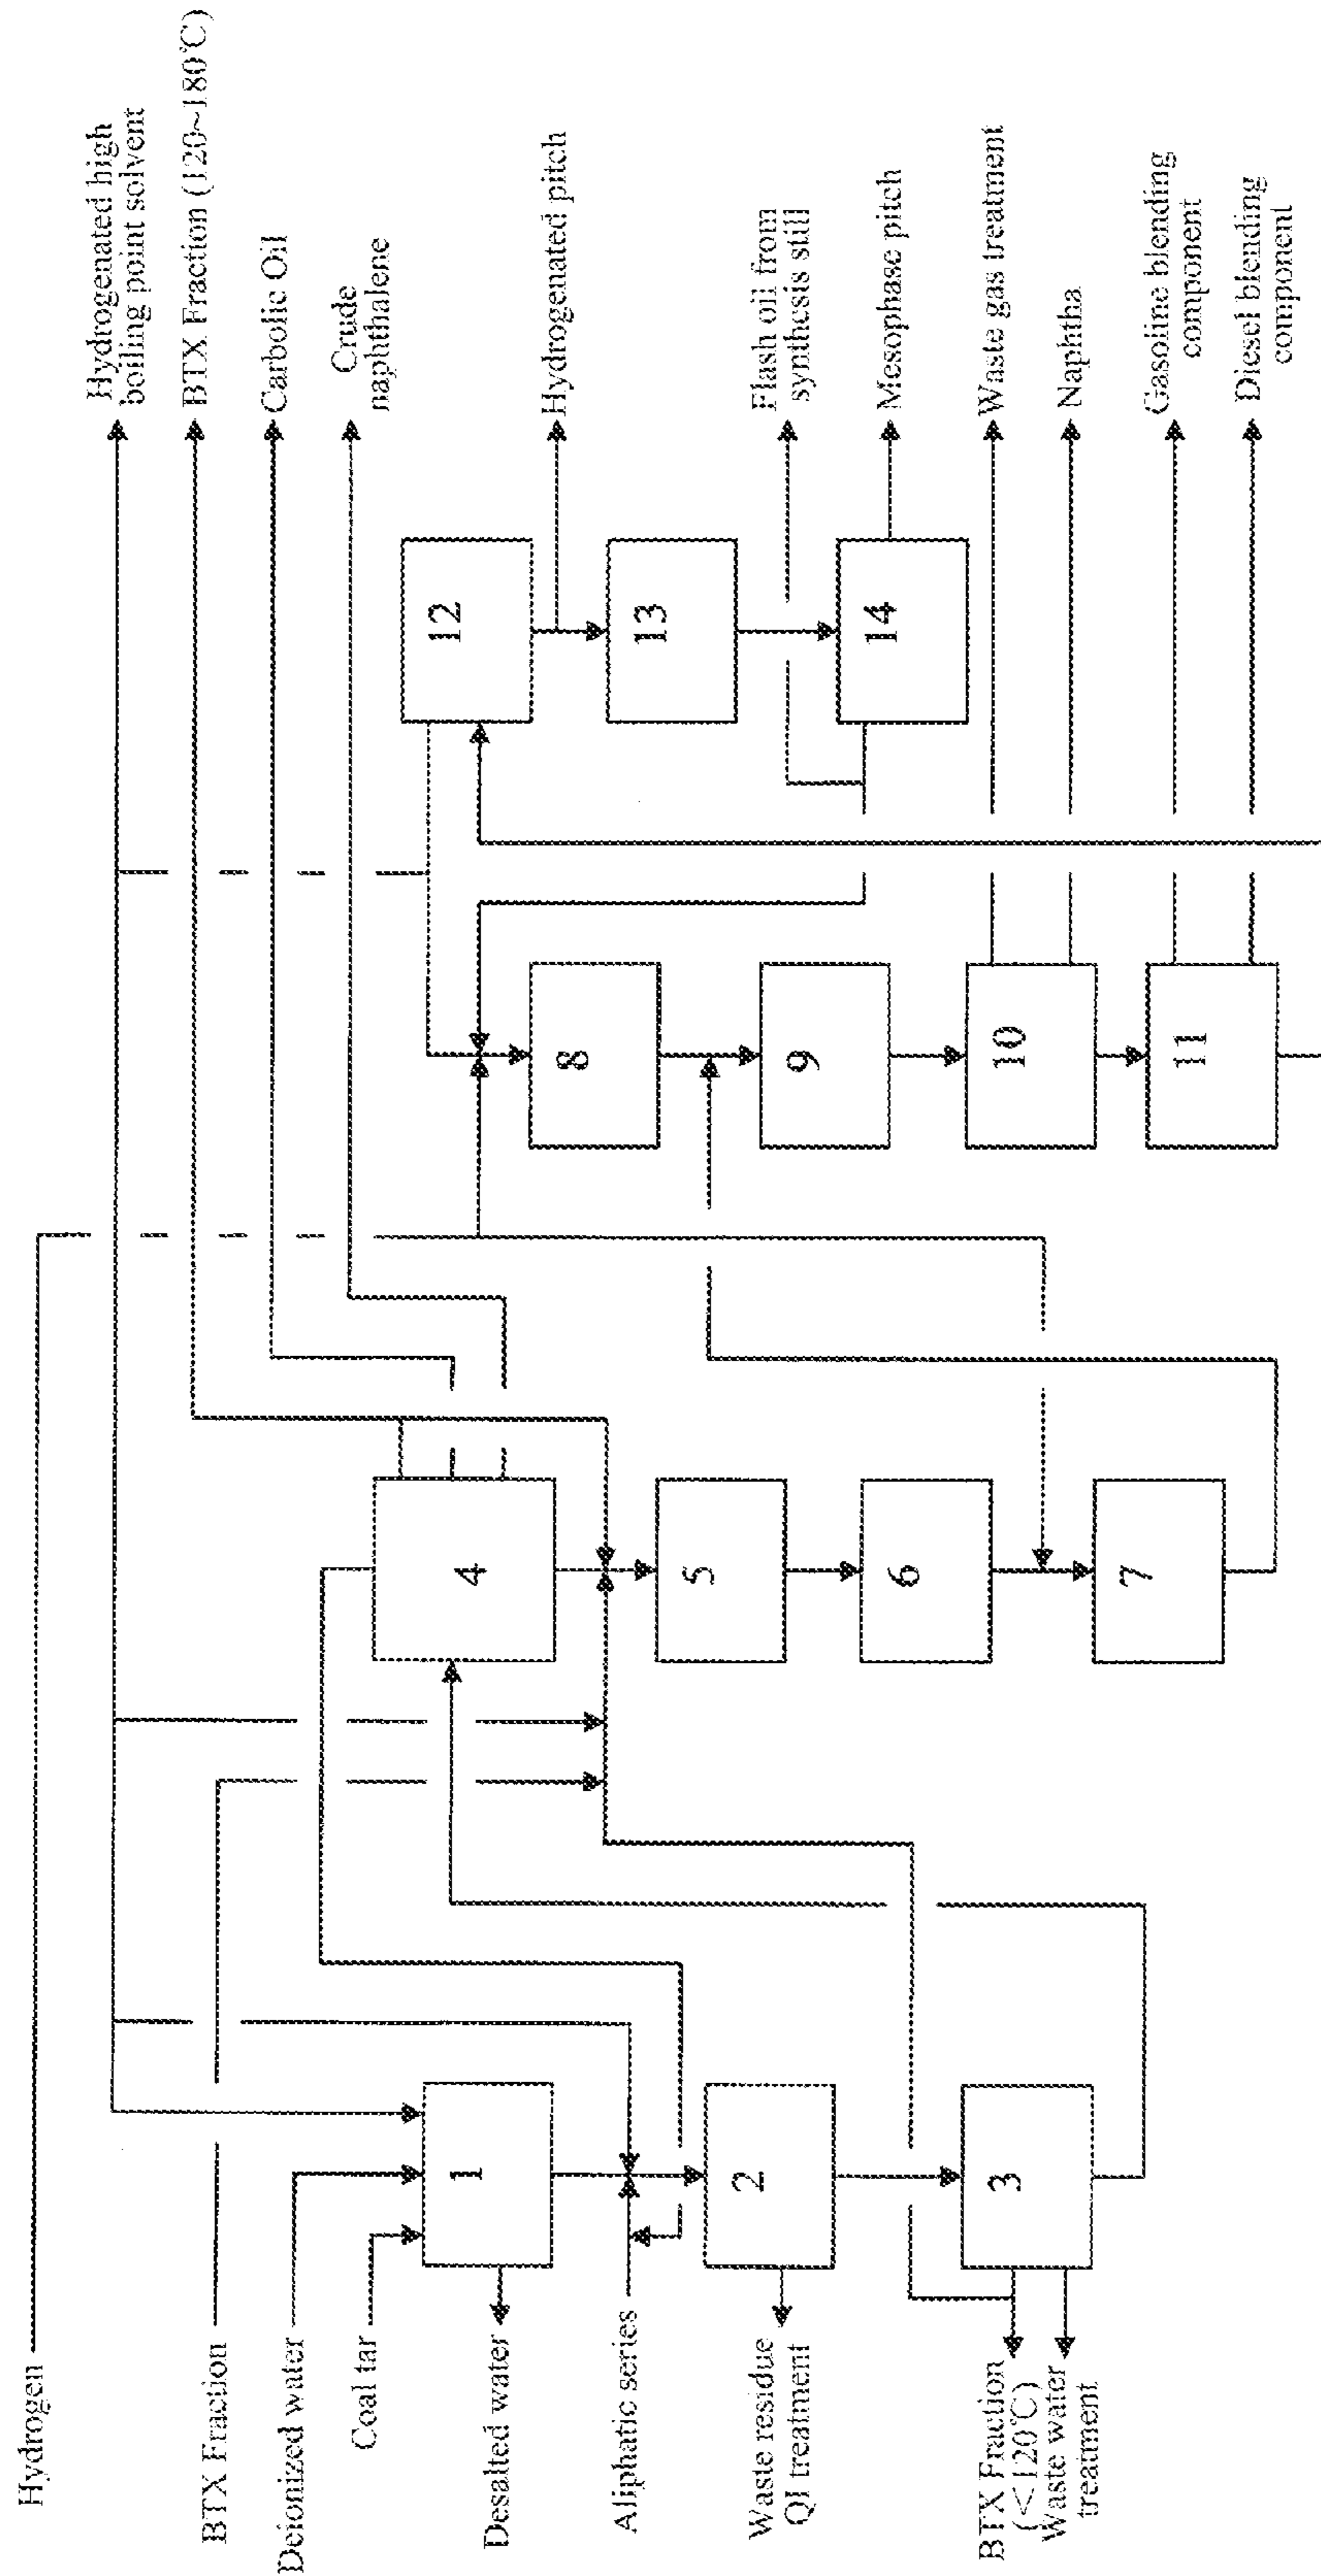 Hydrogen
BTX Fraction
Deionized water
Coal tar
Desalted water
Aliphatic series
Waste residue
QI treatment
BTX Fraction
(<120℃)
Waste water
treatment
1
2
3
4
5
6
7
8
9
10
11
12
13
14
Hydrogenated high
boiling point solvent
BTX Fraction (120~180℃)
Carbolic Oil
Crude
naphthalene
Hydrogenated pitch
Flash oil from
synthesis still
Mesophase pitch
Waste gas treatment
Naphtha
Gasoline blending
component
Diesel blending
component